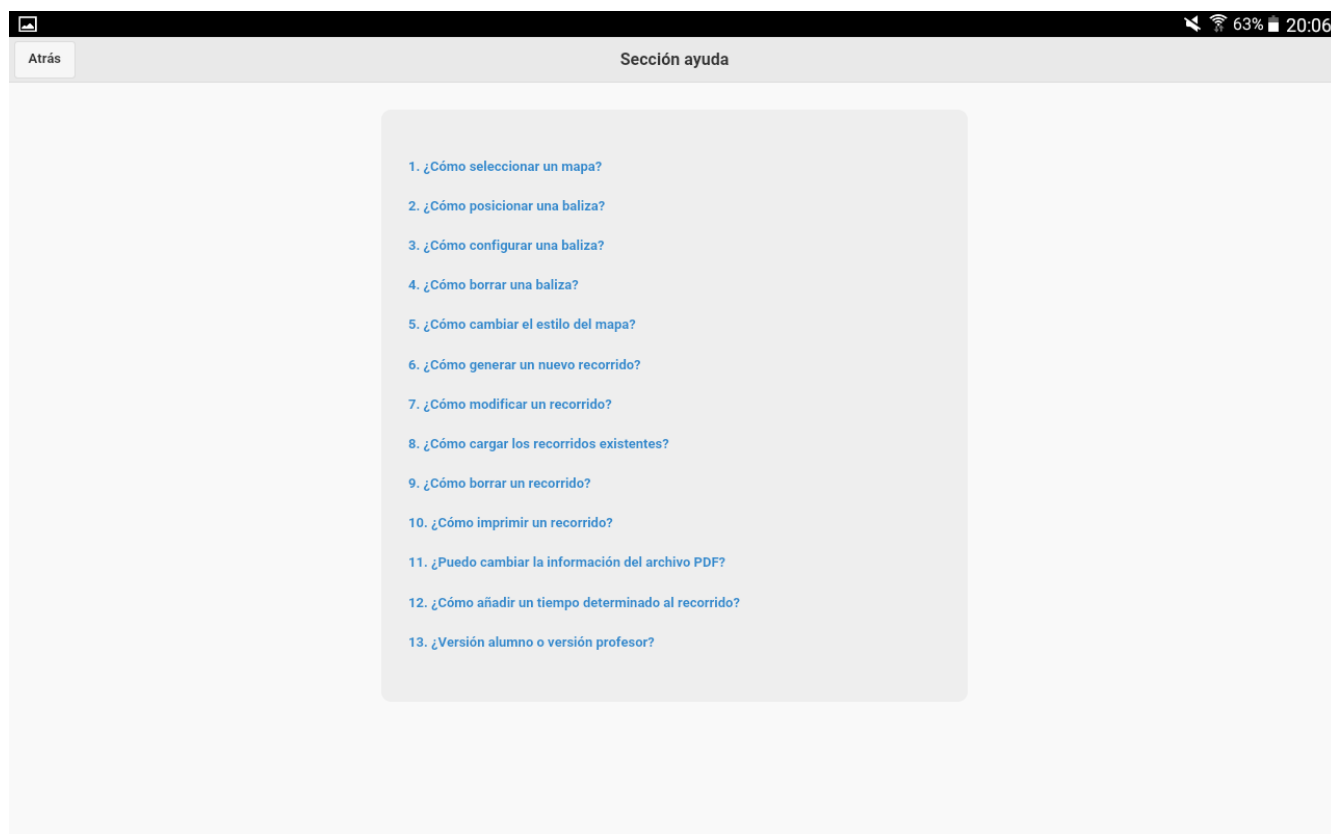 63% 20:06
Atrás
Sección ayuda
1. ¿Cómo seleccionar un mapa?
2. ¿Cómo posicionar una baliza?
3. ¿Cómo configurar una baliza?
4. ¿Cómo borrar una baliza?
5. ¿Cómo cambiar el estilo del mapa?
6. ¿Cómo generar un nuevo recorrido?
7. ¿Cómo modificar un recorrido?
8. ¿Cómo cargar los recorridos existentes?
9. ¿Cómo borrar un recorrido?
10. ¿Cómo imprimir un recorrido?
11. ¿Puedo cambiar la información del archivo PDF?
12. ¿Cómo añadir un tiempo determinado al recorrido?
13. ¿Versión alumno o versión profesor?